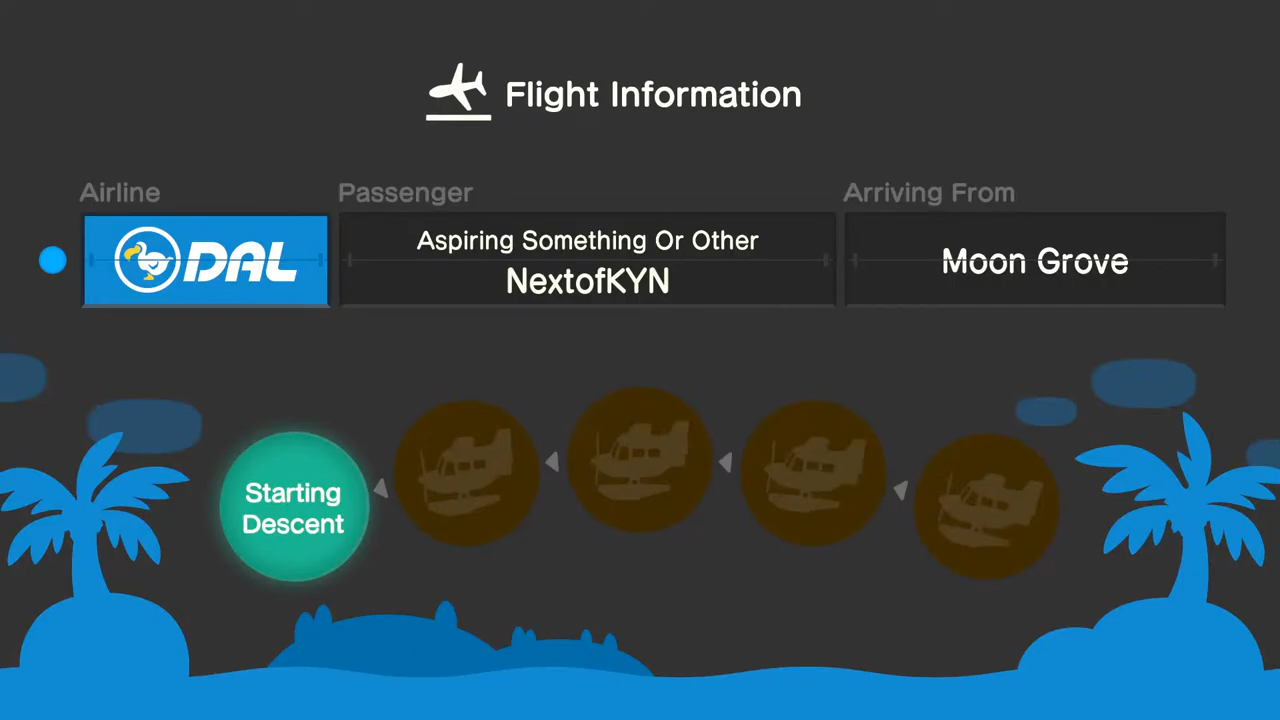 Flight Information
Airline
Passenger
Arriving From
DAL
Aspiring Something Or Other
NextofKYN
Moon Grove
Starting
Descent